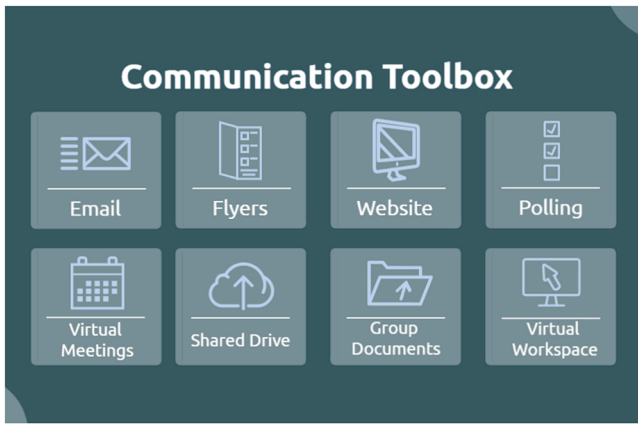 Communication Toolbox
Email
Flyers
Website
Polling
Virtual
Meetings
Shared Drive
Group
Documents
Virtual
Workspace